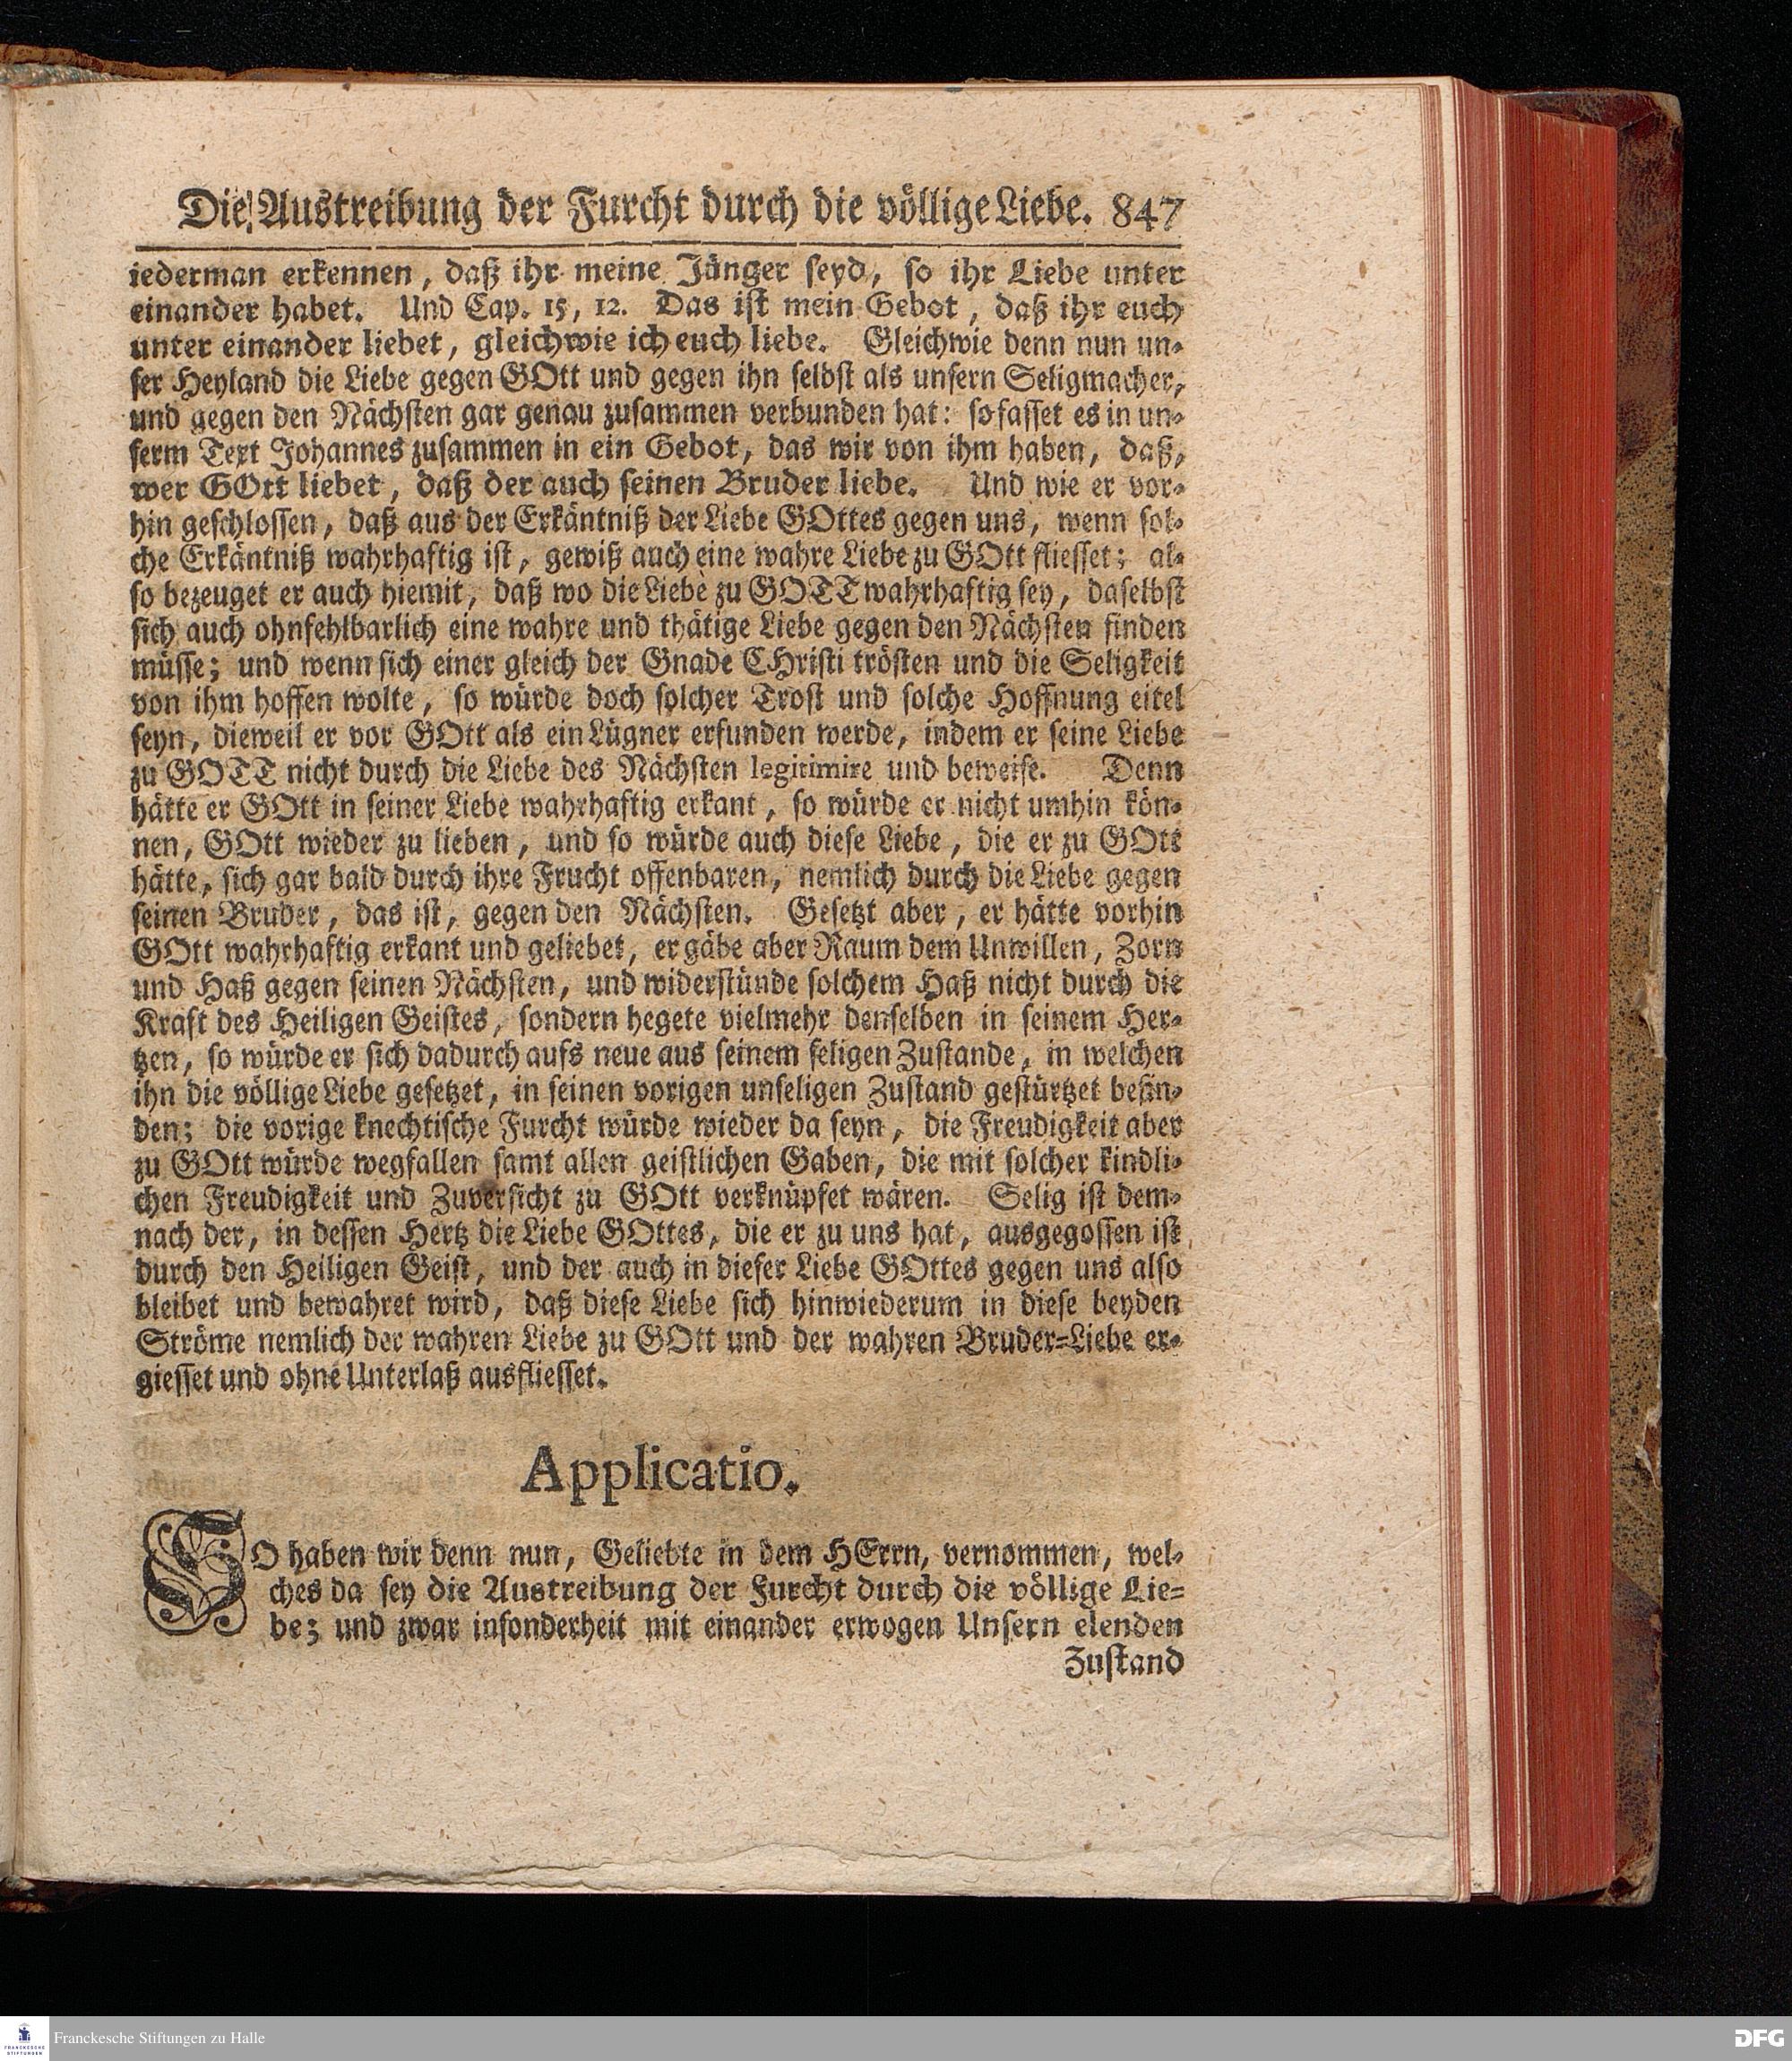 Die Austreibung der Furcht durch die völlige Liebe. 847
iederman erkennen, daß ihr meine Jünger seyd, so ihr Liebe unter
einander habet. Und Cap. 15, 12. Das ist mein Gebot, daß ihr euch
unter einander liebet, gleichwie ich euch liebe. Gleichwie denn nun un-
ser Heyland die Liebe gegen GOtt und gegen ihn selbst als unsern Seligmacher,
und gegen den Nächsten gar genau zusammen verbunden hat: so fasset es in un-
serm Text Johannes zusammen in ein Gebot, das wir von ihm haben, daß,
wer GOtt liebet, daß der auch seinen Bruder liebe. Und wie er vor-
hin geschlossen, daß aus der Erkäntniß der Liebe GOttes gegen uns, wenn sol-
che Erkäntniß wahrhaftig ist, gewiß auch eine wahre Liebe zu GOtt fliesset; al-
so bezeuget er auch hiemit, daß wo die Liebe zu GOTT wahrhaftig sey, daselbst
sich auch ohnfehlbarlich eine wahre und thätige Liebe gegen den Nächsten finden
müsse; und wenn sich einer gleich der Gnade CHristi trösten und die Seligkeit
von ihm hoffen wolte, so würde doch solcher Trost und solche Hoffnung eitel
seyn, dieweil er vor GOtt als ein Lügner erfunden werde, indem er seine Liebe
zu GOTT nicht durch die Liebe des Nächsten legitimire und beweise. Denn
hätte er GOtt in seiner Liebe wahrhaftig erkant, so würde er nicht umhin kön-
nen, GOtt wieder zu lieben, und so würde auch diese Liebe, die er zu GOtt
hätte, sich gar bald durch ihre Frucht offenbaren, nemlich durch die Liebe gegen
seinen Bruder, das ist, gegen den Nächsten. Gesetzt aber, er hätte vorhin
GOtt wahrhaftig erkant und geliebet, er gäbe aber Raum dem Unwillen, Zorn
und Haß gegen seinen Nächsten, und widerstünde solchem Haß nicht durch die
Kraft des Heiligen Geistes, sondern hegete vielmehr denselben in seinem Her-
tzen, so würde er sich dadurch aufs neue aus seinem seligen Zustande, in welchen
ihn die völlige Liebe gesetzet, in seinen vorigen unseligen Zustand gestürtzet befin-
den; die vorige knechtische Furcht würde wieder da seyn, die Freudigkeit aber
zu GOtt würde wegfallen samt allen geistlichen Gaben, die mit solcher kindli-
chen Freudigkeit und Zuversicht zu GOtt verknüpfet wären. Selig ist dem-
nach der, in dessen Hertz die Liebe GOttes, die er zu uns hat, ausgegossen ist
durch den Heiligen Geist, und der auch in dieser Liebe GOttes gegen uns also
bleibet und bewahret wird, daß diese Liebe sich hinwiederum in diese beyden
Ströme nemlich der wahren Liebe zu GOtt und der wahren Bruder-Liebe er-
giesset und ohne Unterlaß ausfliesset.
Applicatio.
SO haben wir denn nun, Geliebte in dem HErrn, vernommen, wel-
ches da sey die Austreibung der Furcht durch die völlige Lie-
be; und zwar insonderheit mit einander erwogen Unsern elenden
Zustand
FRANCKESCHE STIFTUNGEN
Franckesche Stiftungen zu Halle
DFG